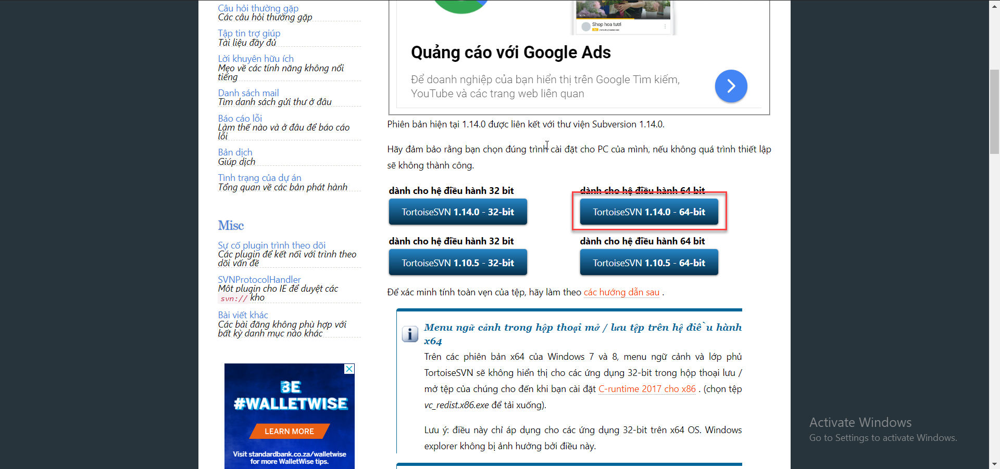 Câu hỏi thường gặp
Các câu hỏi thường gặp
Tập tin trợ giúp
Tài liệu đầy đủ
Lời khuyên hữu ích
Mẹo về các tính năng không nổi
tiếng
Danh sách mail
Tìm danh sách gửi thư ở đâu
Báo cáo lỗi
Làm thế nào và ở đâu để báo cáo
lỗi
Bản dịch
Giúp dịch
Tình trạng của dự án
Tổng quan về các bản phát hành
Misc
Sự cố plugin trình theo dõi
Các plugin để kết nối với trình theo
dõi vấn đề
SVNProtocolHandler
Một plugin cho IE để duyệt các
svn:// kho
Bài viết khác
Các bài đăng không phù hợp với
bất kỳ danh mục nào khác
BE
#WALLETWISE
LEARN MORE
Visit standardbank.co.za/walletwise
for more WalletWise tips.
Shop hoa tươi
Quảng cáo với Google Ads
Để doanh nghiệp của bạn hiển thị trên Google Tìm kiếm,
YouTube và các trang web liên quan
Phiên bản hiện tại 1.14.0 được liên kết với thư viện Subversion 1.14.0.
Hãy đảm bảo rằng bạn chọn đúng trình cài đặt cho PC của mình, nếu không quá trình thiết lập
sẽ không thành công.
dành cho hệ điều hành 32 bit
TortoiseSVN 1.14.0 - 32-bit
dành cho hệ điều hành 64 bit
TortoiseSVN 1.14.0 - 64-bit
dành cho hệ điều hành 32 bit
TortoiseSVN 1.10.5 - 32-bit
dành cho hệ điều hành 64 bit
TortoiseSVN 1.10.5 - 64-bit
Để xác minh tính toàn vẹn của tệp, hãy làm theo các hướng dẫn sau .
Menu ngữ cảnh trong hộp thoại mở / lưu tệp trên hệ điều hành
x64
Trên các phiên bản x64 của Windows 7 và 8, menu ngữ cảnh và lớp phủ
TortoiseSVN sẽ không hiển thị cho các ứng dụng 32-bit trong hộp thoại lưu /
mở tệp của chúng cho đến khi bạn cài đặt C-runtime 2017 cho x86 . (chọn tệp
vc_redist.x86.exe để tải xuống).
Lưu ý: điều này chỉ áp dụng cho các ứng dụng 32-bit trên x64 OS. Windows
explorer không bị ảnh hưởng bởi điều này.
Activate Windows
Go to Settings to activate Windows.